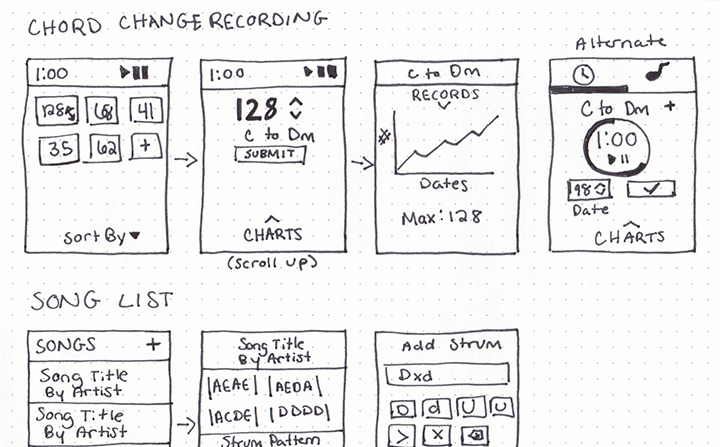 CHORD CHANGE RECORDING
1:00
128
68
41
35
62
+
Sort By
1:00
128
C to Dm
SUBMIT
CHARTS
(Scroll up)
C to Dm
RECORDS
#
Dates
Max: 128
Alternate
C to Dm +
1:00
98
Date
CHARTS
SONG LIST
SONGS +
Song Title
By Artist
Song Title
By Artist
Song Title
By Artist
|AEAE| |AEDA|
|ACDE| |DDDD|
Strum Pattern
Add Strum
Dxd
D d U u
> x